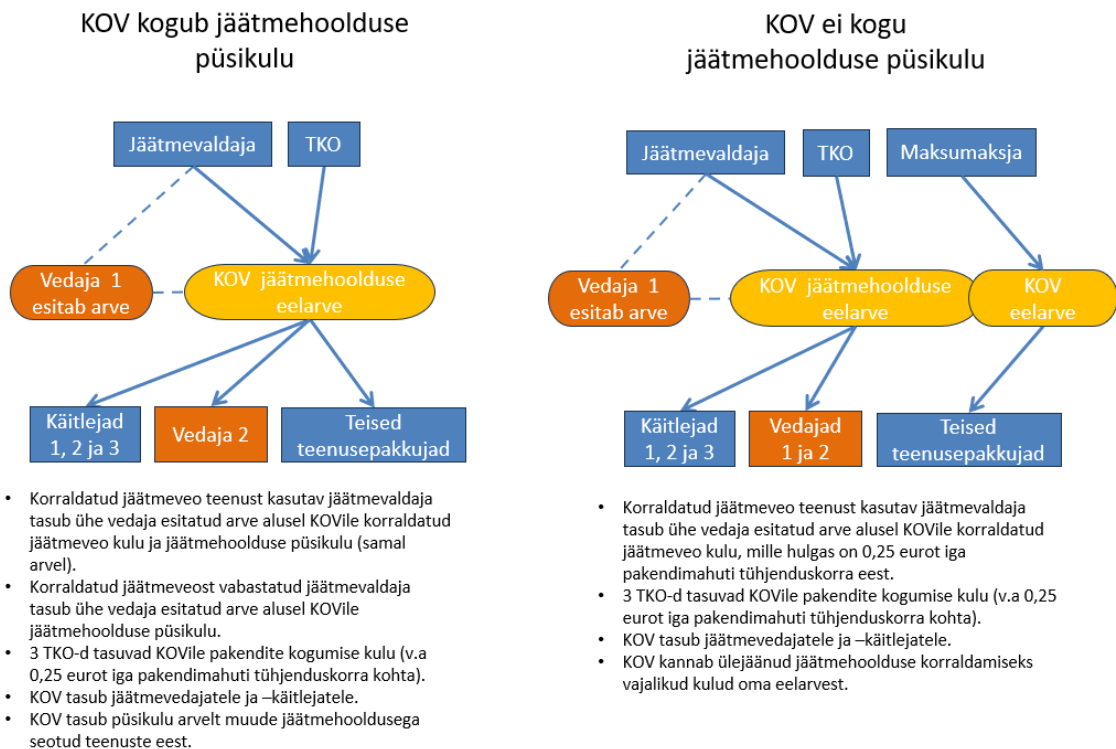 KOV kogub jäätmehoolduse
püsikulu
Jäätmevaldaja
TKO
Vedaja 1
esitab arve
KOV jäätmehoolduse
eelarve
Käitlejad
1, 2 ja 3
Vedaja 2
Teised
teenusepakkujad
• Korraldatud jäätmeveo teenust kasutav jäätmevaldaja
tasub ühe vedaja esitatud arve alusel KOVile korraldatud
jäätmeveo kulu ja jäätmehoolduse püsikulu (samal
arvel).
• Korraldatud jäätmeveost vabastatud jäätmevaldaja
tasub ühe vedaja esitatud arve alusel KOVile
jäätmehoolduse püsikulu.
• 3 TKO-d tasuvad KOVile pakendite kogumise kulu (v.a
0,25 eurot iga pakendimahuti tühjenduskorra kohta).
• KOV tasub jäätmevedajatele ja –käitlejatele.
• KOV tasub püsikulu arvelt muude jäätmehooldusega
seotud teenuste eest.
KOV ei kogu
jäätmehoolduse püsikulu
Jäätmevaldaja
TKO
Maksumaksja
Vedaja 1
esitab arve
KOV jäätmehoolduse
eelarve
KOV
eelarve
Käitlejad
1, 2 ja 3
Vedajad
1 ja 2
Teised
teenusepakkujad
• Korraldatud jäätmeveo teenust kasutav jäätmevaldaja
tasub ühe vedaja esitatud arve alusel KOVile korraldatud
jäätmeveo kulu, mille hulgas on 0,25 eurot iga
pakendimahuti tühjenduskorra eest.
• 3 TKO-d tasuvad KOVile pakendite kogumise kulu (v.a 0,25
eurot iga pakendimahuti tühjenduskorra kohta).
• KOV tasub jäätmevedajatele ja –käitlejatele.
• KOV kannab ülejäänud jäätmehoolduse korraldamiseks
vajalikud kulud oma eelarvest.